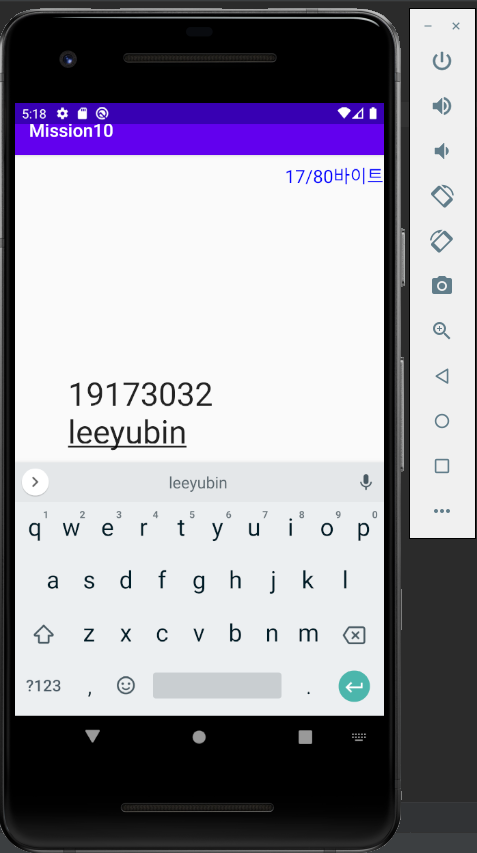 5:18
Mission10
17/80바이트
19173032
leeyubin
leeyubin
1 2 3 4 5 6 7 8 9 0
q w e r t y u i o p
a s d f g h j k l
z x c v b n m
?123 , .